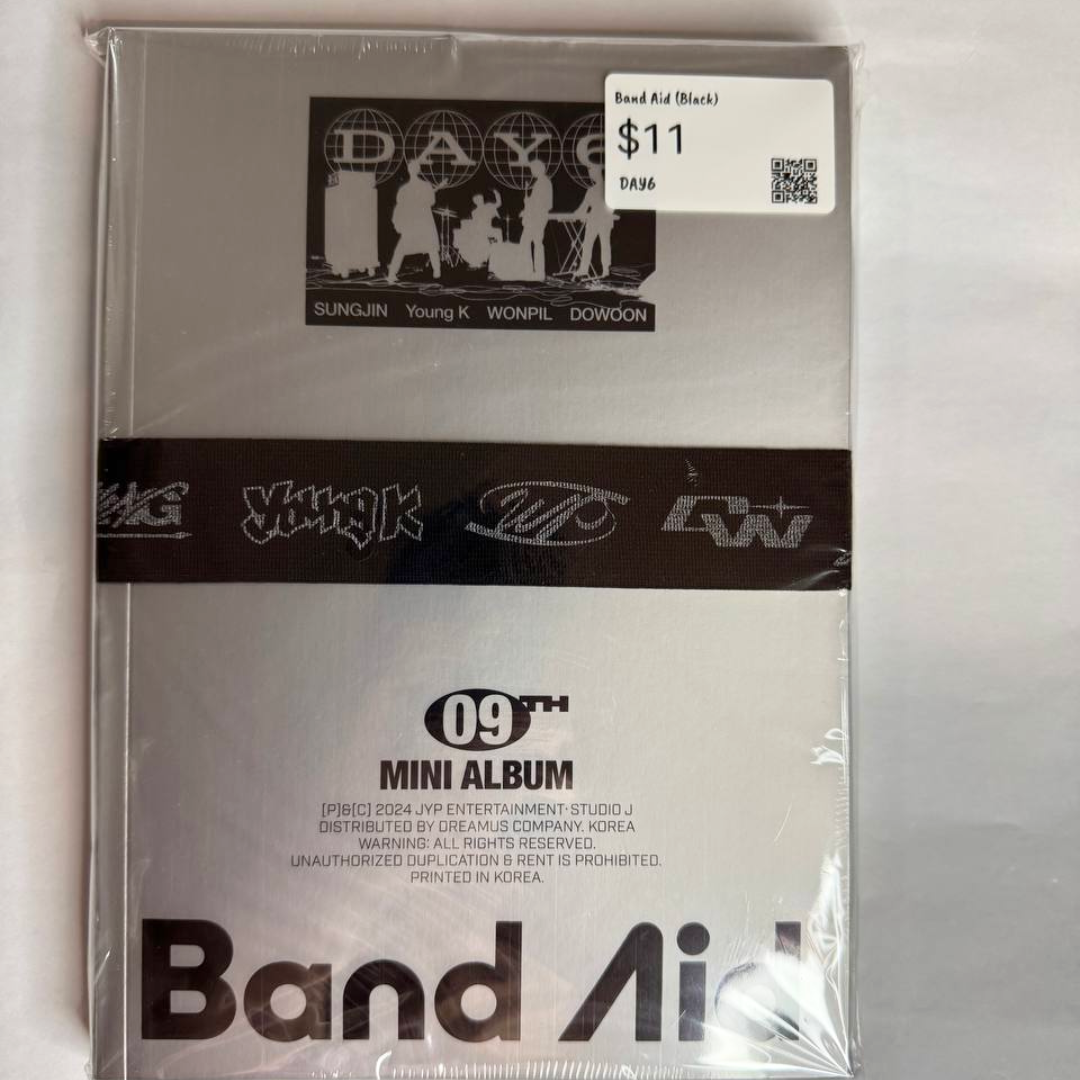 Band Aid (Black)
$11
DAY6
DAY6
SUNGJIN Young K WONPIL DOWOON
Young K DW
09TH
MINI ALBUM
[P]&[C] 2024 JYP ENTERTAINMENT· STUDIO J
DISTRIBUTED BY DREAMUS COMPANY. KOREA
WARNING: ALL RIGHTS RESERVED.
UNAUTHORIZED DUPLICATION & RENT IS PROHIBITED.
PRINTED IN KOREA.
Band Aid